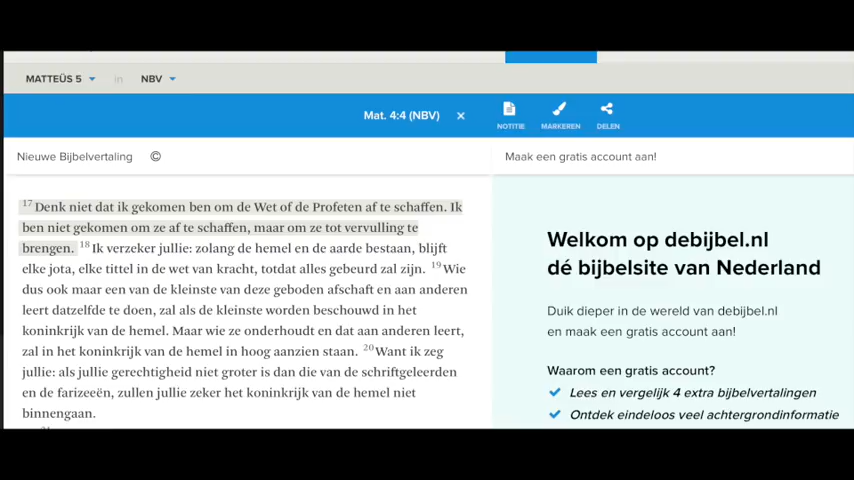 MATTEÜS 5 in NBV
Mat. 4:4 (NBV) ×
NOTITIE MARKEREN DELEN
Nieuwe Bijbelvertaling ©
Maak een gratis account aan!
17 Denk niet dat ik gekomen ben om de Wet of de Profeten af te schaffen. Ik
ben niet gekomen om ze af te schaffen, maar om ze tot vervulling te
brengen. 18 Ik verzeker jullie: zolang de hemel en de aarde bestaan, blijft
elke jota, elke tittel in de wet van kracht, totdat alles gebeurd zal zijn. 19 Wie
dus ook maar een van de kleinste van deze geboden afschaft en aan anderen
leert datzelfde te doen, zal als de kleinste worden beschouwd in het
koninkrijk van de hemel. Maar wie ze onderhoudt en dat aan anderen leert,
zal in het koninkrijk van de hemel in hoog aanzien staan. 20 Want ik zeg
jullie: als jullie gerechtigheid niet groter is dan die van de schriftgeleerden
en de farizeeën, zullen jullie zeker het koninkrijk van de hemel niet
binnengaan.
Welkom op debijbel.nl
dé bijbelsite van Nederland
Duik dieper in de wereld van debijbel.nl
en maak een gratis account aan!
Waarom een gratis account?
Lees en vergelijk 4 extra bijbelvertalingen
Ontdek eindeloos veel achtergrondinformatie